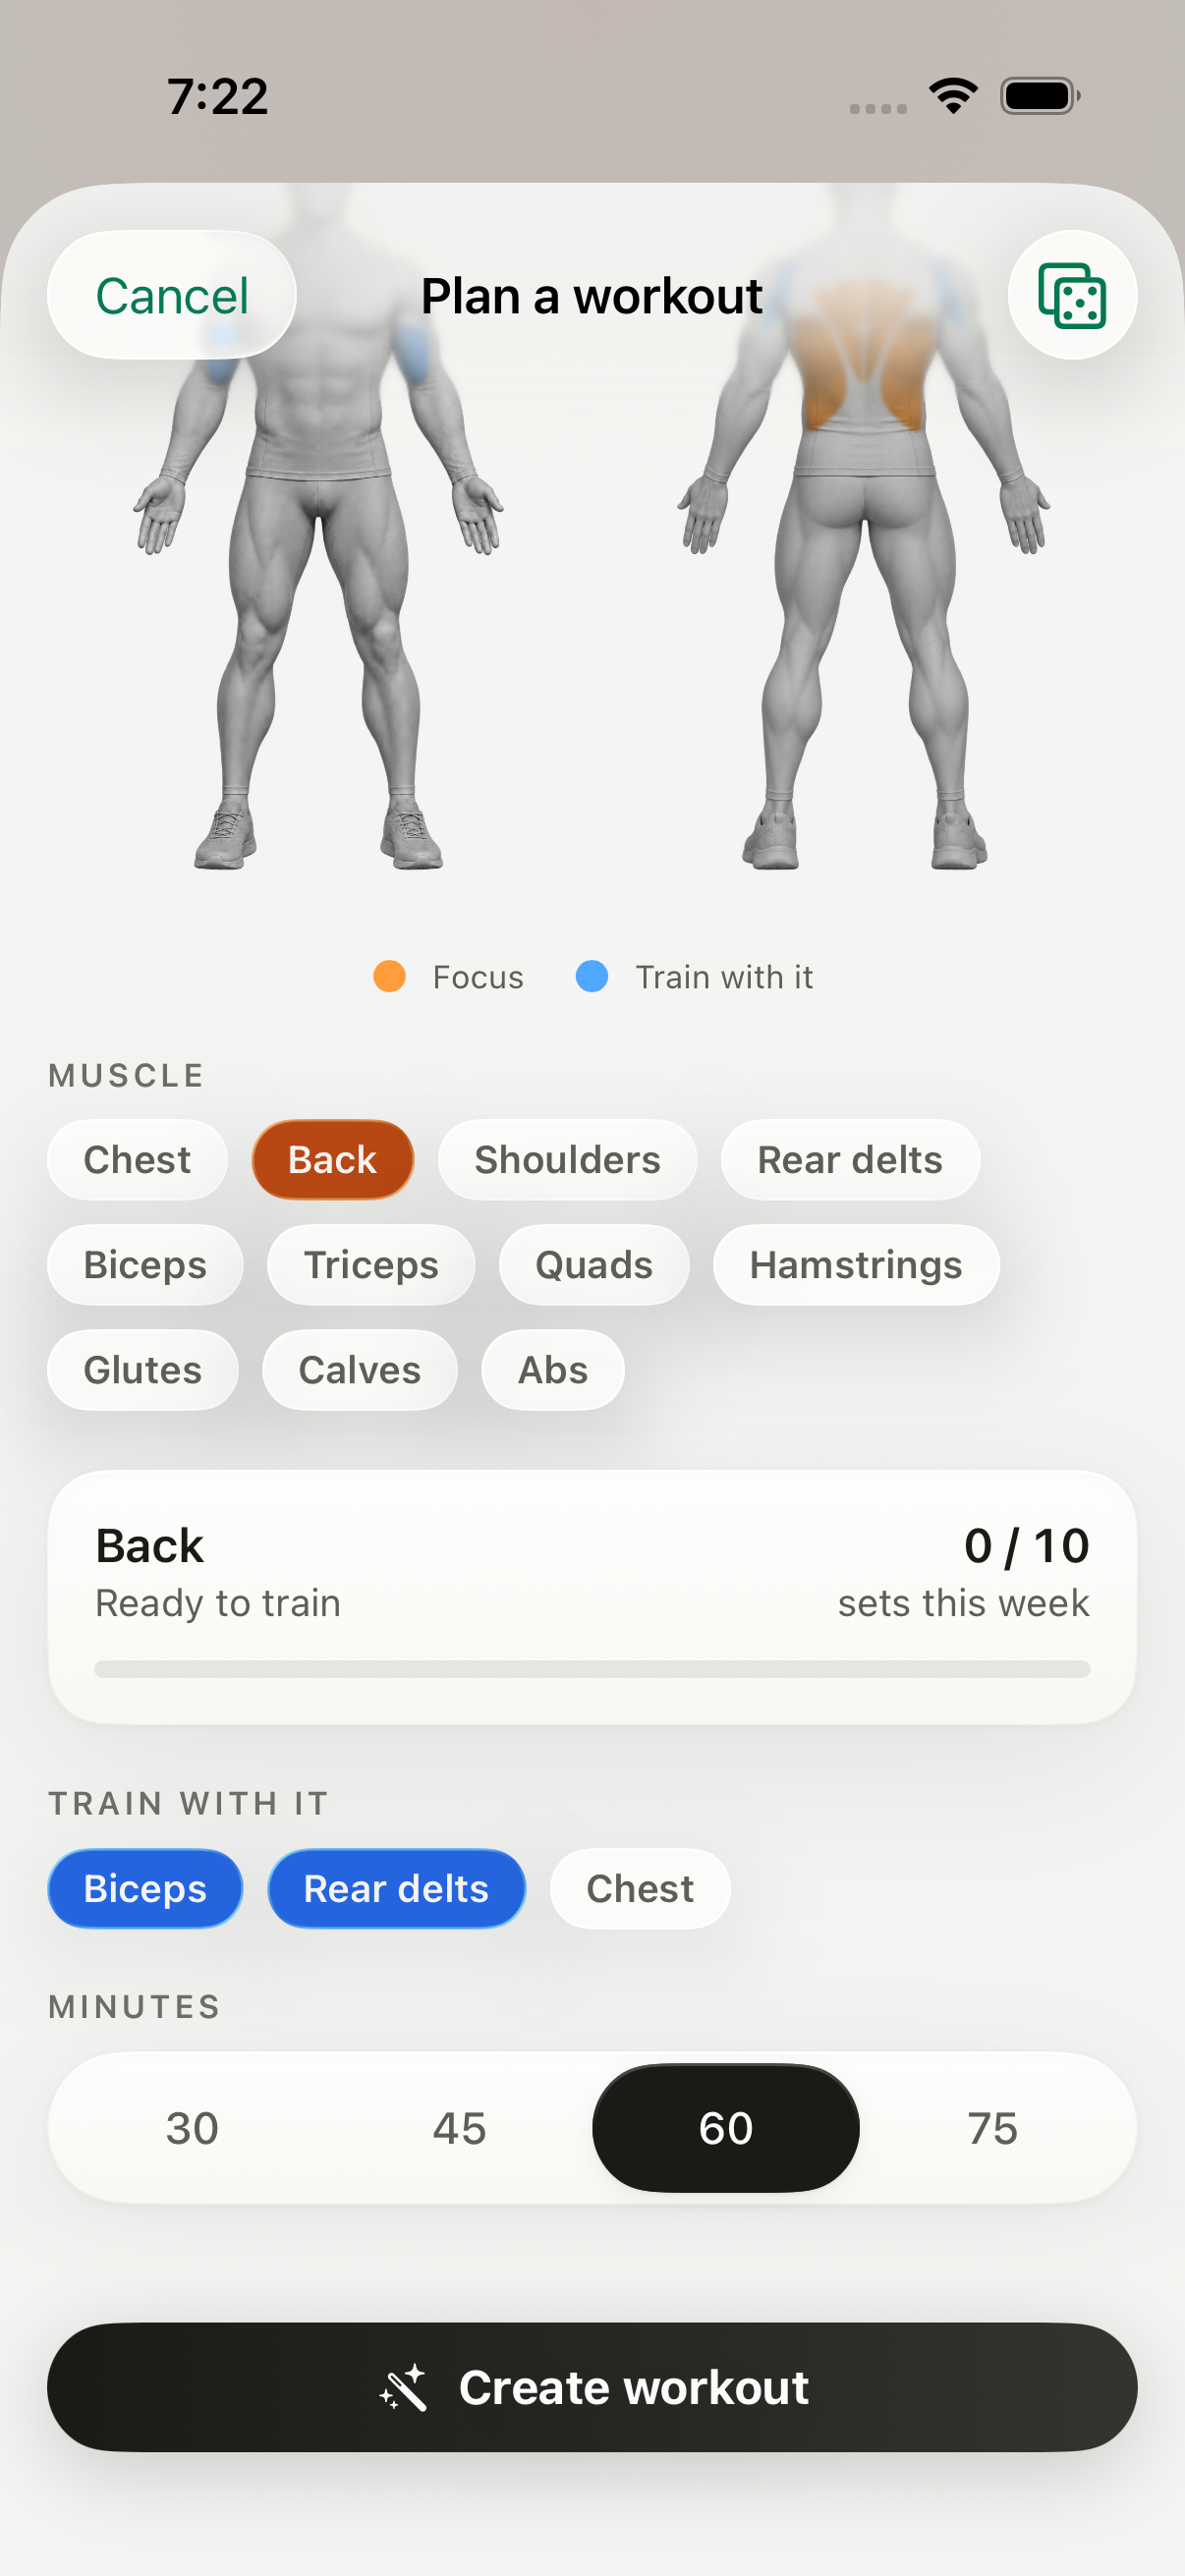 7:22
Cancel
Plan a workout
Focus
Train with it
MUSCLE
Chest
Back
Shoulders
Rear delts
Biceps
Triceps
Quads
Hamstrings
Glutes
Calves
Abs
Back
0 / 10
Ready to train
sets this week
TRAIN WITH IT
Biceps
Rear delts
Chest
MINUTES
30
45
60
75
Create workout